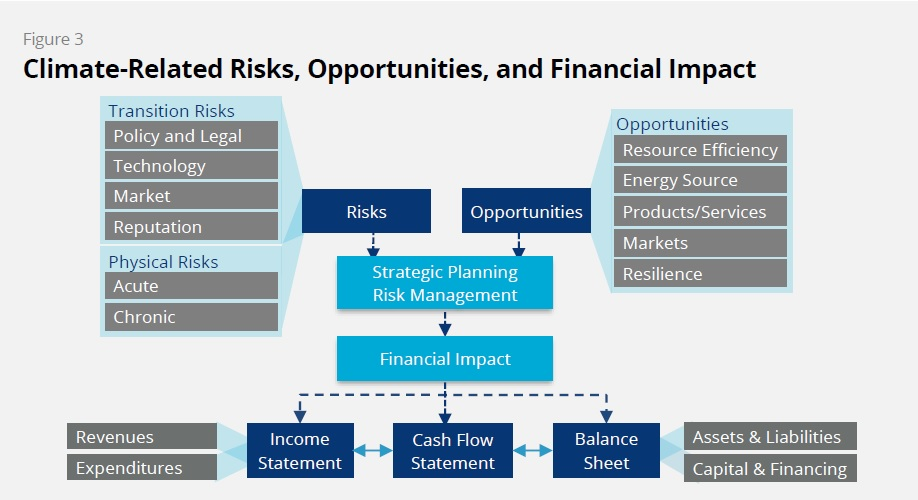 Figure 3
Climate-Related Risks, Opportunities, and Financial Impact
Transition Risks
Policy and Legal
Technology
Market
Reputation
Physical Risks
Acute
Chronic
Risks
Opportunities
Opportunities
Resource Efficiency
Energy Source
Products/Services
Markets
Resilience
Strategic Planning
Risk Management
Financial Impact
Revenues
Expenditures
Income
Statement
Cash Flow
Statement
Balance
Sheet
Assets & Liabilities
Capital & Financing